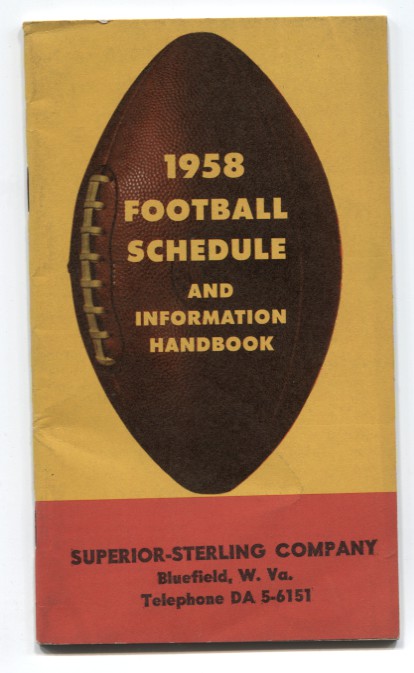 1958
FOOTBALL
SCHEDULE
AND
INFORMATION
HANDBOOK
SUPERIOR-STERLING COMPANY
Bluefield, W. Va.
Telephone DA 5-6151